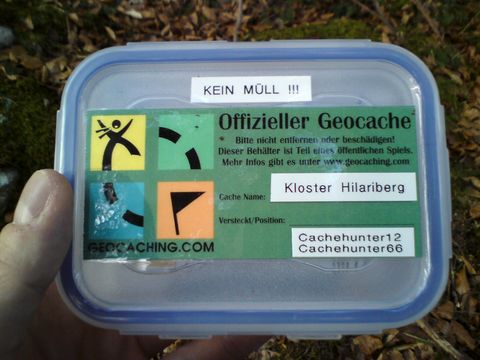 KEIN MÜLL !!!
Offizieller Geocache
Bitte nicht entfernen oder beschädigen!
Dieser Behälter ist Teil eines öffentlichen Spiels.
Mehr Infos gibt es unter www.geocaching.com
Cache Name: Kloster Hilariberg
Versteckt/Position:
Cachehunter12
Cachehunter66
GEOCACHING.COM